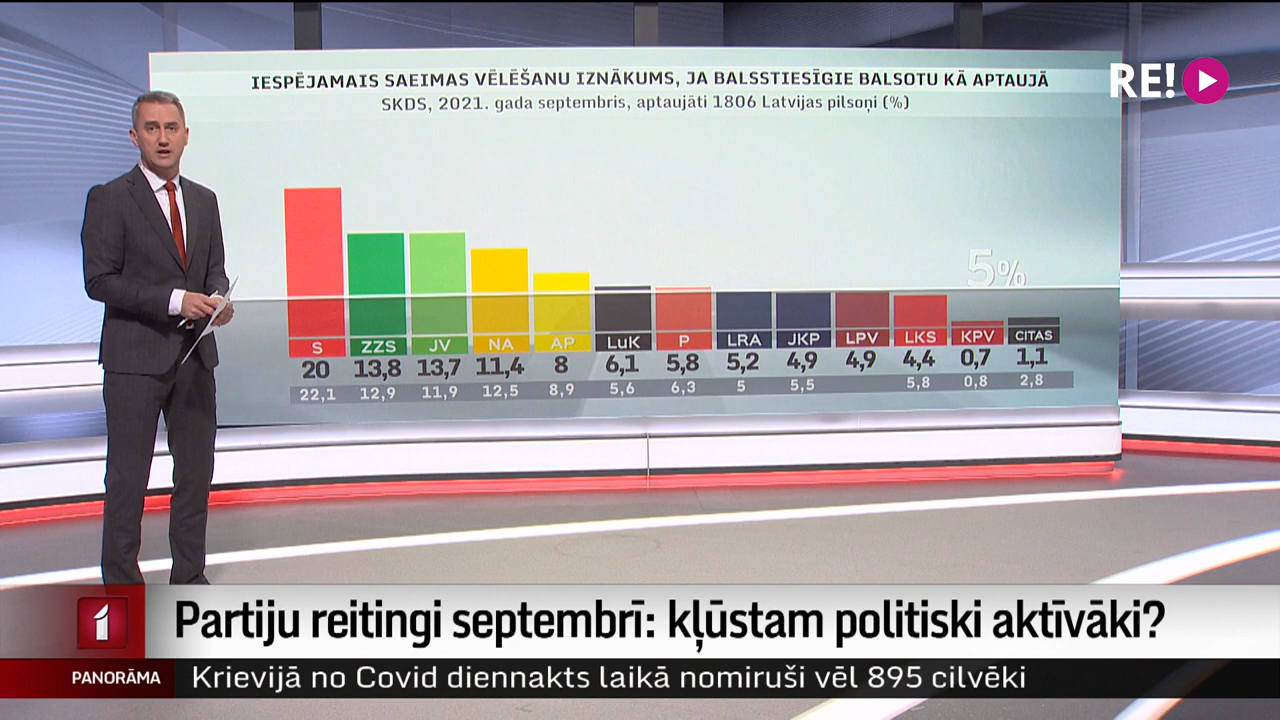 IESPĒJAMAIS SAEIMAS VĒLĒŠANU IZNĀKUMS, JA BALSSTIESĪGIE BALSOTU KĀ APTAUJĀ
SKDS, 2021. gada septembris, aptaujāti 1806 Latvijas pilsoņi (%)
RE!
5%
S ZZS JV NA AP LuK P LRA JKP LPV LKS KPV CITAS
20 13,8 13,7 11,4 8 6,1 5,8 5,2 4,9 4,9 4,4 0,7 1,1
22,1 12,9 11,9 12,5 8,9 5,6 6,3 5 5,5 5,8 0,8 2,8
1 Partiju reitingi septembrī: kļūstam politiski aktīvāki?
PANORĀMA Krievijā no Covid diennakts laikā nomiruši vēl 895 cilvēki